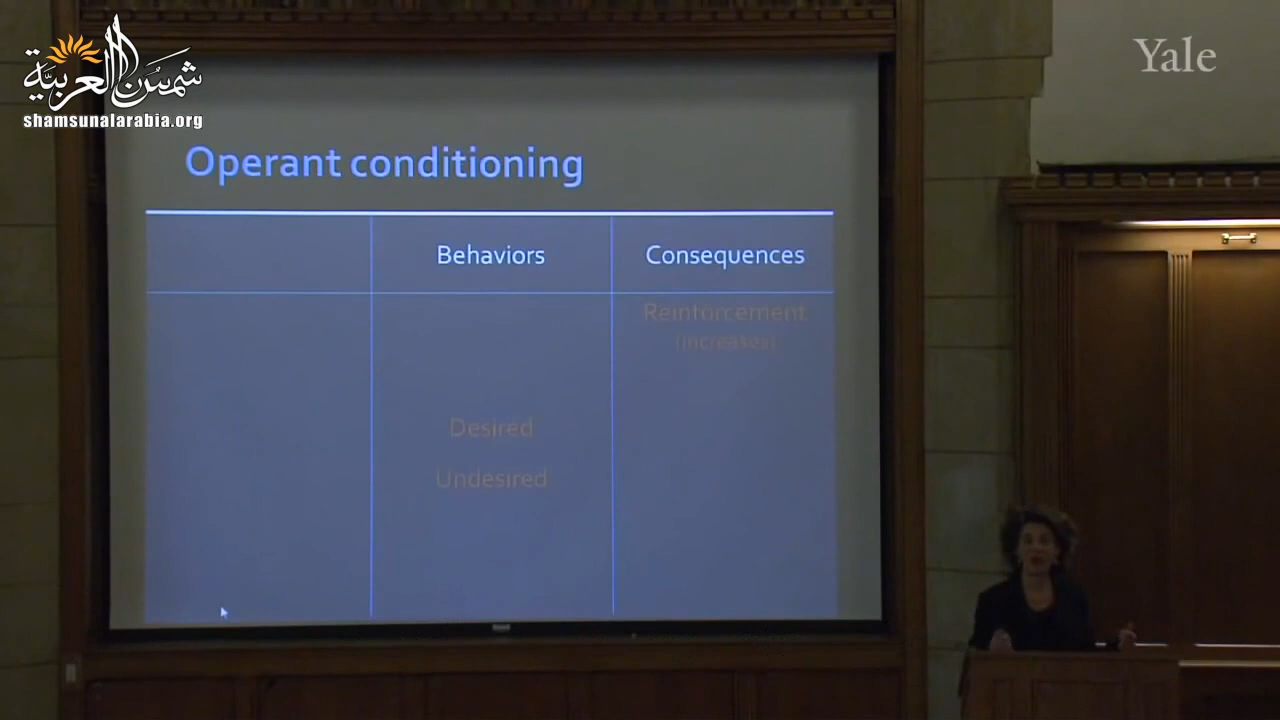 شمس العربية
shamsunalarabia.org
Yale
Operant conditioning
Behaviors
Consequences
Reinforcement
(increases)
Desired
Undesired